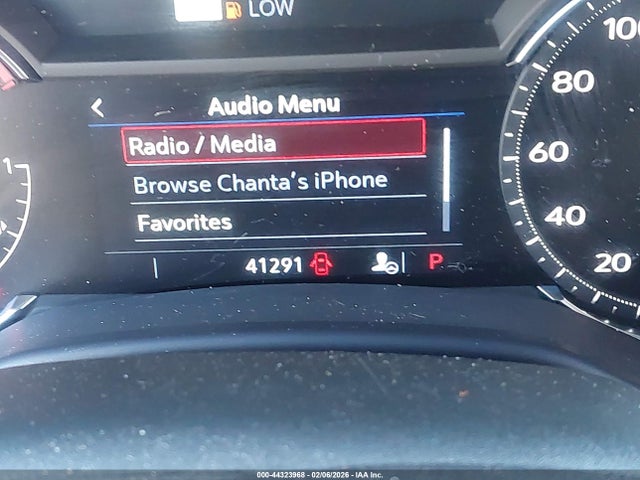 LOW
100
80
60
40
20
Audio Menu
Radio / Media
Browse Chanta's iPhone
Favorites
1
41291
P
000-44323968 - 02/06/2026 - IAA Inc.